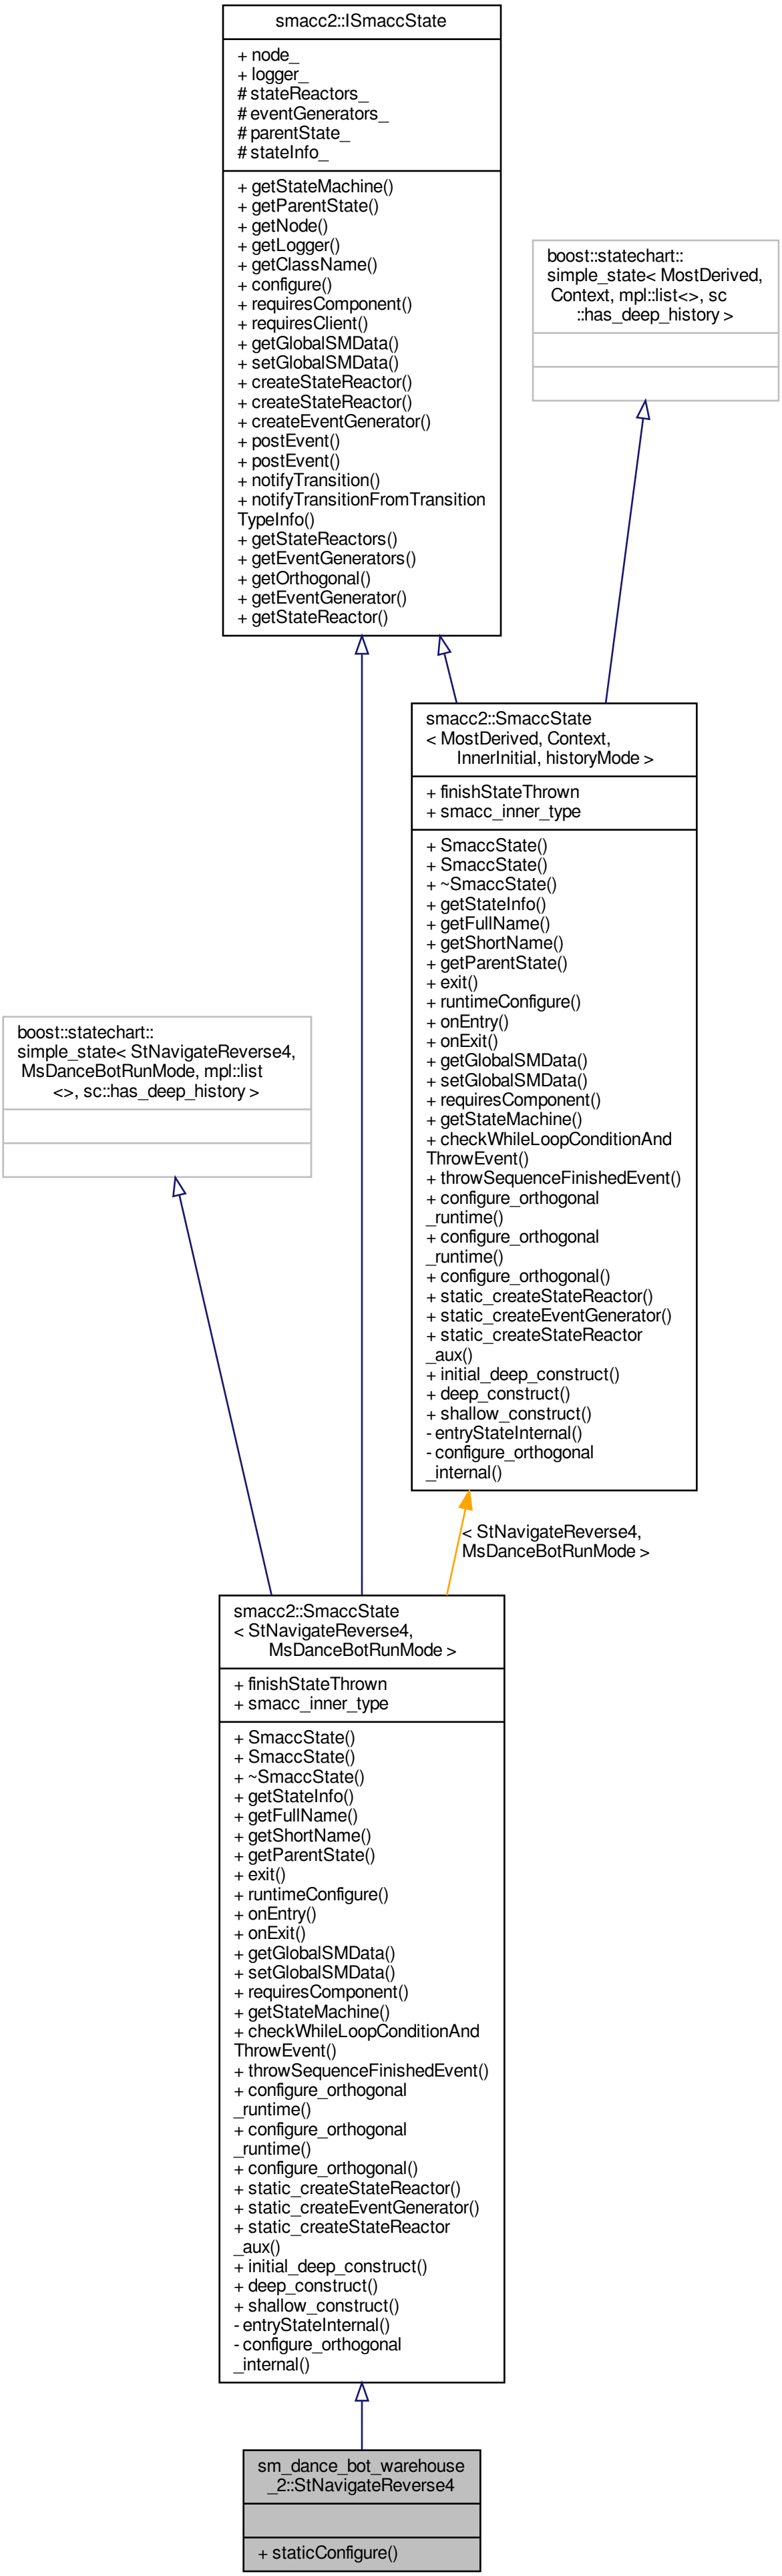 smacc2::ISmaccState
+ node_
+ logger_
# stateReactors_
# eventGenerators_
# parentState_
# stateInfo_
+ getStateMachine()
+ getParentState()
+ getNode()
+ getLogger()
+ getClassName()
+ configure()
+ requiresComponent()
+ requiresClient()
+ getGlobalSMData()
+ setGlobalSMData()
+ createStateReactor()
+ createStateReactor()
+ createEventGenerator()
+ postEvent()
+ postEvent()
+ notifyTransition()
+ notifyTransitionFromTransition
TypeInfo()
+ getStateReactors()
+ getEventGenerators()
+ getOrthogonal()
+ getEventGenerator()
+ getStateReactor()
boost::statechart::
simple_state< MostDerived,
Context, mpl::list<>, sc
::has_deep_history >
smacc2::SmaccState
< MostDerived, Context,
InnerInitial, historyMode >
+ finishStateThrown
+ smacc_inner_type
+ SmaccState()
+ SmaccState()
+ ~SmaccState()
+ getStateInfo()
+ getFullName()
+ getShortName()
+ getParentState()
+ exit()
+ runtimeConfigure()
+ onEntry()
+ onExit()
+ getGlobalSMData()
+ setGlobalSMData()
+ requiresComponent()
+ getStateMachine()
+ checkWhileLoopConditionAnd
ThrowEvent()
+ throwSequenceFinishedEvent()
+ configure_orthogonal
_runtime()
+ configure_orthogonal
_runtime()
+ configure_orthogonal()
+ static_createStateReactor()
+ static_createEventGenerator()
+ static_createStateReactor
_aux()
+ initial_deep_construct()
+ deep_construct()
+ shallow_construct()
- entryStateInternal()
- configure_orthogonal
_internal()
boost::statechart::
simple_state< StNavigateReverse4,
MsDanceBotRunMode, mpl::list
<>, sc::has_deep_history >
< StNavigateReverse4,
MsDanceBotRunMode >
smacc2::SmaccState
< StNavigateReverse4,
MsDanceBotRunMode >
+ finishStateThrown
+ smacc_inner_type
+ SmaccState()
+ SmaccState()
+ ~SmaccState()
+ getStateInfo()
+ getFullName()
+ getShortName()
+ getParentState()
+ exit()
+ runtimeConfigure()
+ onEntry()
+ onExit()
+ getGlobalSMData()
+ setGlobalSMData()
+ requiresComponent()
+ getStateMachine()
+ checkWhileLoopConditionAnd
ThrowEvent()
+ throwSequenceFinishedEvent()
+ configure_orthogonal
_runtime()
+ configure_orthogonal
_runtime()
+ configure_orthogonal()
+ static_createStateReactor()
+ static_createEventGenerator()
+ static_createStateReactor
_aux()
+ initial_deep_construct()
+ deep_construct()
+ shallow_construct()
- entryStateInternal()
- configure_orthogonal
_internal()
sm_dance_bot_warehouse
_2::StNavigateReverse4
+ staticConfigure()